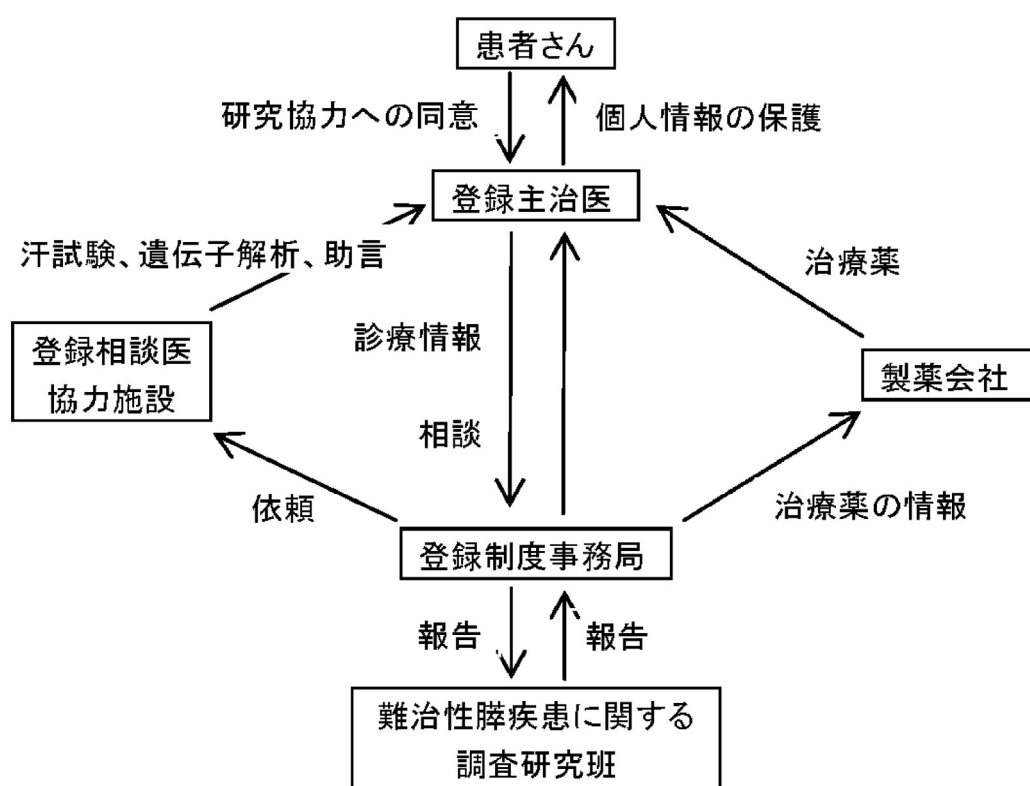 患者さん
研究協力への同意
個人情報の保護
登録主治医
汗試験、遺伝子解析、助言
治療薬
登録相談医
協力施設
診療情報
製薬会社
相談
依頼
治療薬の情報
登録制度事務局
報告
報告
難治性膵疾患に関する
調査研究班